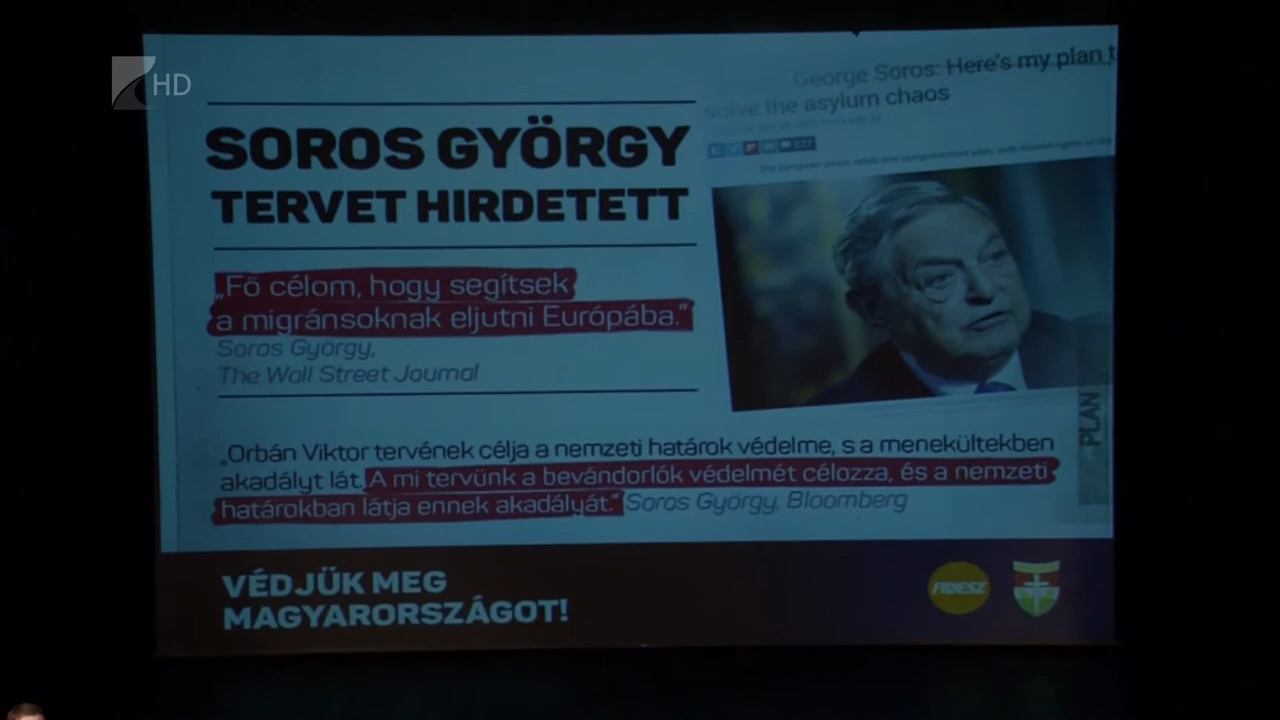 HD
SOROS GYÖRGY
TERVET HIRDETETT
„Fő célom, hogy segítsek
a migránsoknak eljutni Európába.”
Soros György,
The Wall Street Journal
George Soros: Here's my plan t
solve the asylum chaos
177
PLAN
„Orbán Viktor tervének célja a nemzeti határok védelme, s a menekültekben
akadályt lát. A mi tervünk a bevándorlók védelmét célozza, és a nemzeti
határokban látja ennek akadályát.” Soros György, Bloomberg
VÉDJÜK MEG
MAGYARORSZÁGOT!
FIDESZ